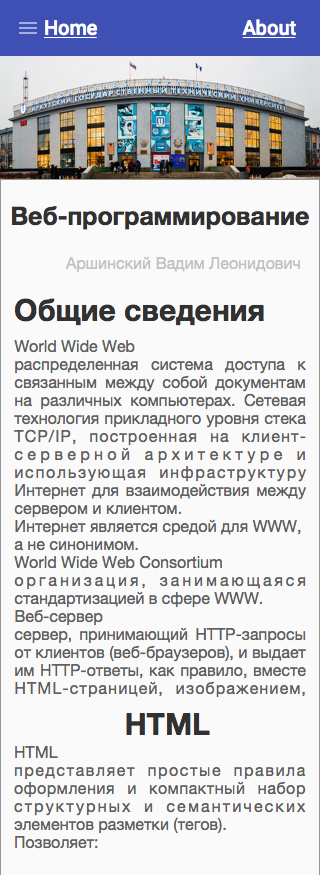 Home
About
ИРКУТСКИЙ ГОСУДАРСТВЕННЫЙ ТЕХНИЧЕСКИЙ УНИВЕРСИТЕТ
Веб-программирование
Аршинский Вадим Леонидович
Общие сведения
World Wide Web
распределенная система доступа к
связанным между собой документам
на различных компьютерах. Сетевая
технология прикладного уровня стека
TCP/IP, построенная на клиент-
серверной архитектуре и
использующая инфраструктуру
Интернет для взаимодействия между
сервером и клиентом.
Интернет является средой для WWW,
а не синонимом.
World Wide Web Consortium
организация, занимающаяся
стандартизацией в сфере WWW.
Веб-сервер
сервер, принимающий HTTP-запросы
от клиентов (веб-браузеров), и выдает
им HTTP-ответы, как правило, вместе
HTML-страницей, изображением,
HTML
HTML
представляет простые правила
оформления и компактный набор
структурных и семантических
элементов разметки (тегов).
Позволяет: